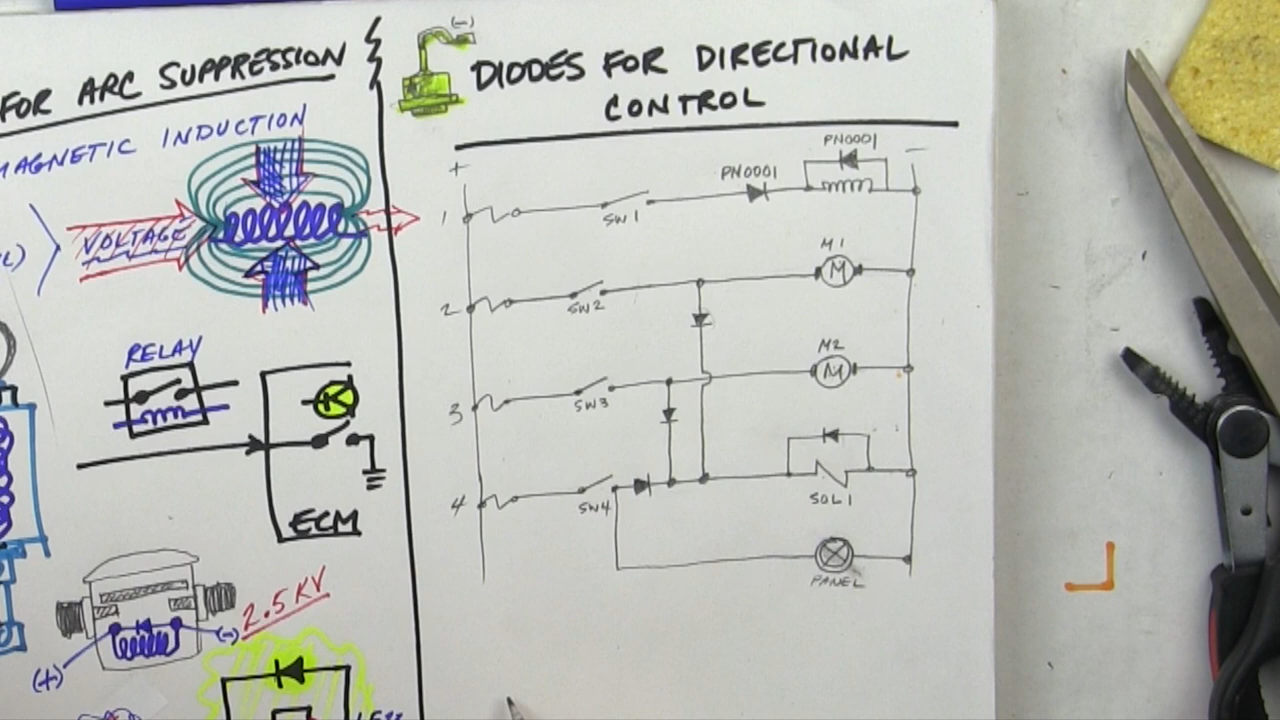 FOR ARC SUPPRESSION
MAGNETIC INDUCTION
VOLTAGE
RELAY
ECM
2.5KV
(+)
(-)
(-)
DIODES FOR DIRECTIONAL
CONTROL
+
-
PN0001
PN0001
1
SW1
M1
M
2
SW2
M2
M
3
SW3
4
SW4
SOL1
PANEL